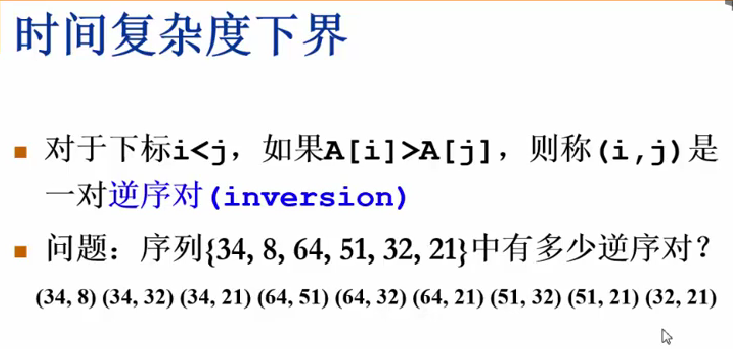 时间复杂度下界
对于下标i<j，如果A[i]>A[j]，则称(i,j)是
一对逆序对(inversion)
问题：序列{34, 8, 64, 51, 32, 21}中有多少逆序对？
(34, 8) (34, 32) (34, 21) (64, 51) (64, 32) (64, 21) (51, 32) (51, 21) (32, 21)